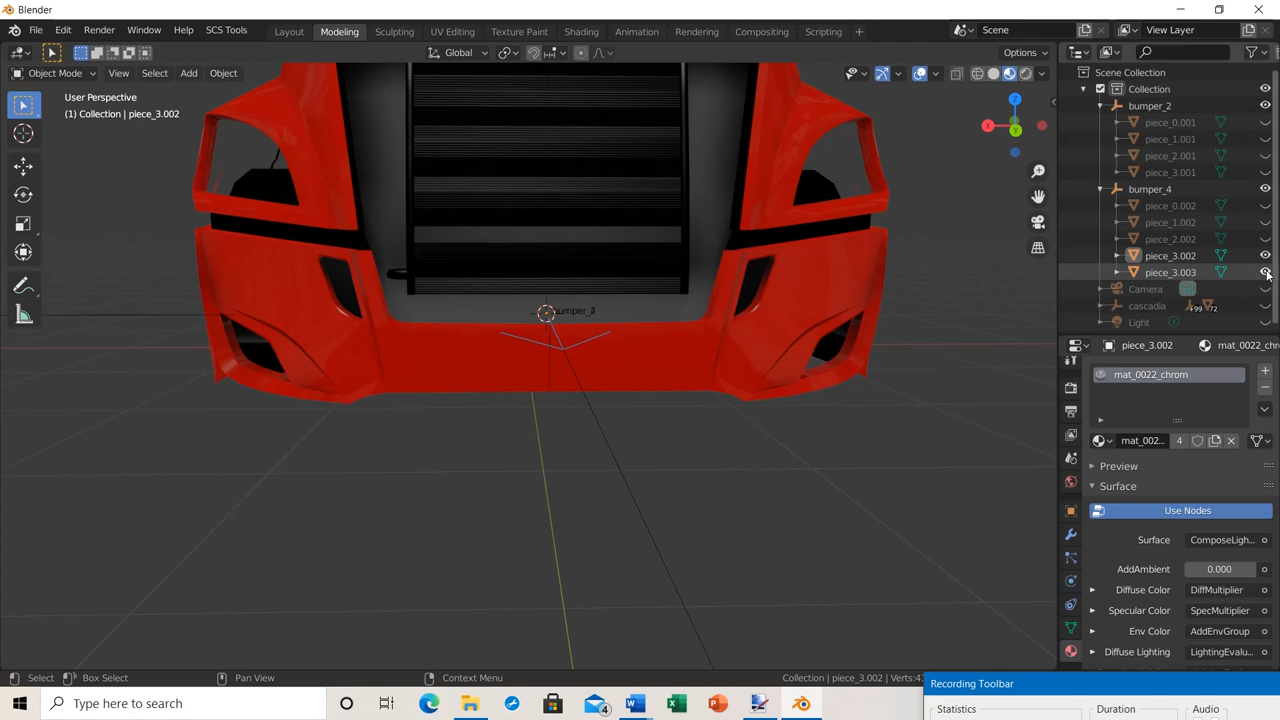 Blender
File Edit Render Window Help SCS Tools Layout Modeling Sculpting UV Editing Texture Paint Shading Animation Rendering Compositing Scripting + Scene View Layer
Global Options
Object Mode View Select Add Object
User Perspective
(1) Collection | piece_3.002
X
Y
Z
bumper_2
Scene Collection
Collection
bumper_2
piece_0.001
piece_1.001
piece_2.001
piece_3.001
bumper_4
piece_0.002
piece_1.002
piece_2.002
piece_3.002
piece_3.003
Camera
cascadia +99 72
Light
piece_3.002 mat_0022_chr
mat_0022_chrom
mat_002... 4
Preview
Surface
Use Nodes
Surface ComposeLigh...
AddAmbient 0.000
Diffuse Color DiffMultiplier
Specular Color SpecMultiplier
Env Color AddEnvGroup
Diffuse Lighting LightingEvalu...
Select Box Select Pan View Context Menu Collection | piece_3.002 | Verts:4
Recording Toolbar
Statistics Duration Audio
Type here to search
4